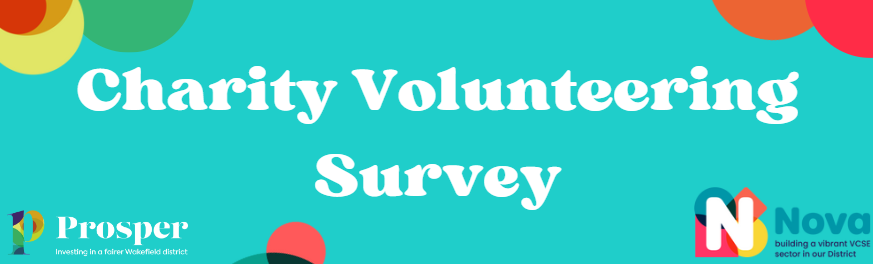 Charity Volunteering
Survey
Prosper
Investing in a fairer Wakefield district
N
Nova
building a vibrant VCSE
sector in our District